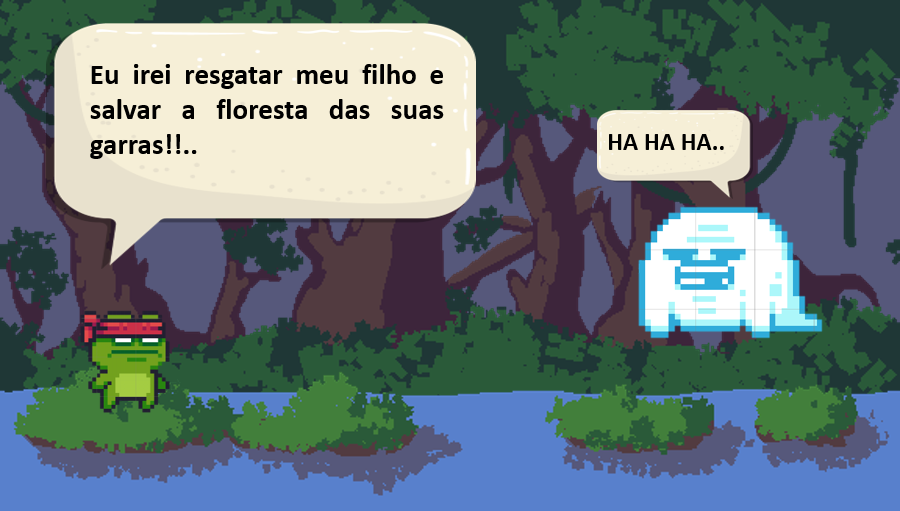 Eu irei resgatar meu filho e
salvar a floresta das suas
garras!!..
HA HA HA..